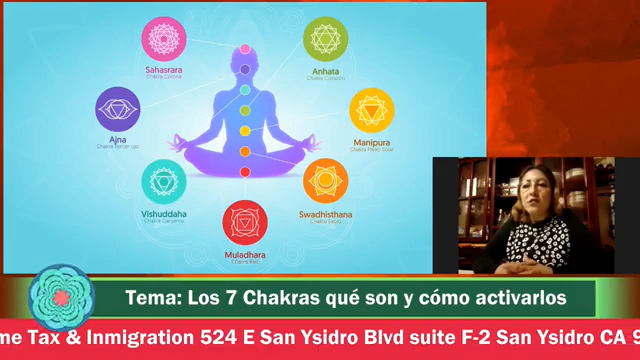 Sahasrara
Chakra Corona
Anhata
Chakra Corazón
Ajna
Chakra Tercer ojo
Manipura
Chakra Plexo Solar
Vishuddaha
Chakra Garganta
Swadhisthana
Chakra Sacro
Muladhara
Chakra Raíz
Tema: Los 7 Chakras qué son y cómo activarlos
me Tax & Inmigration 524 E San Ysidro Blvd suite F-2 San Ysidro CA 9